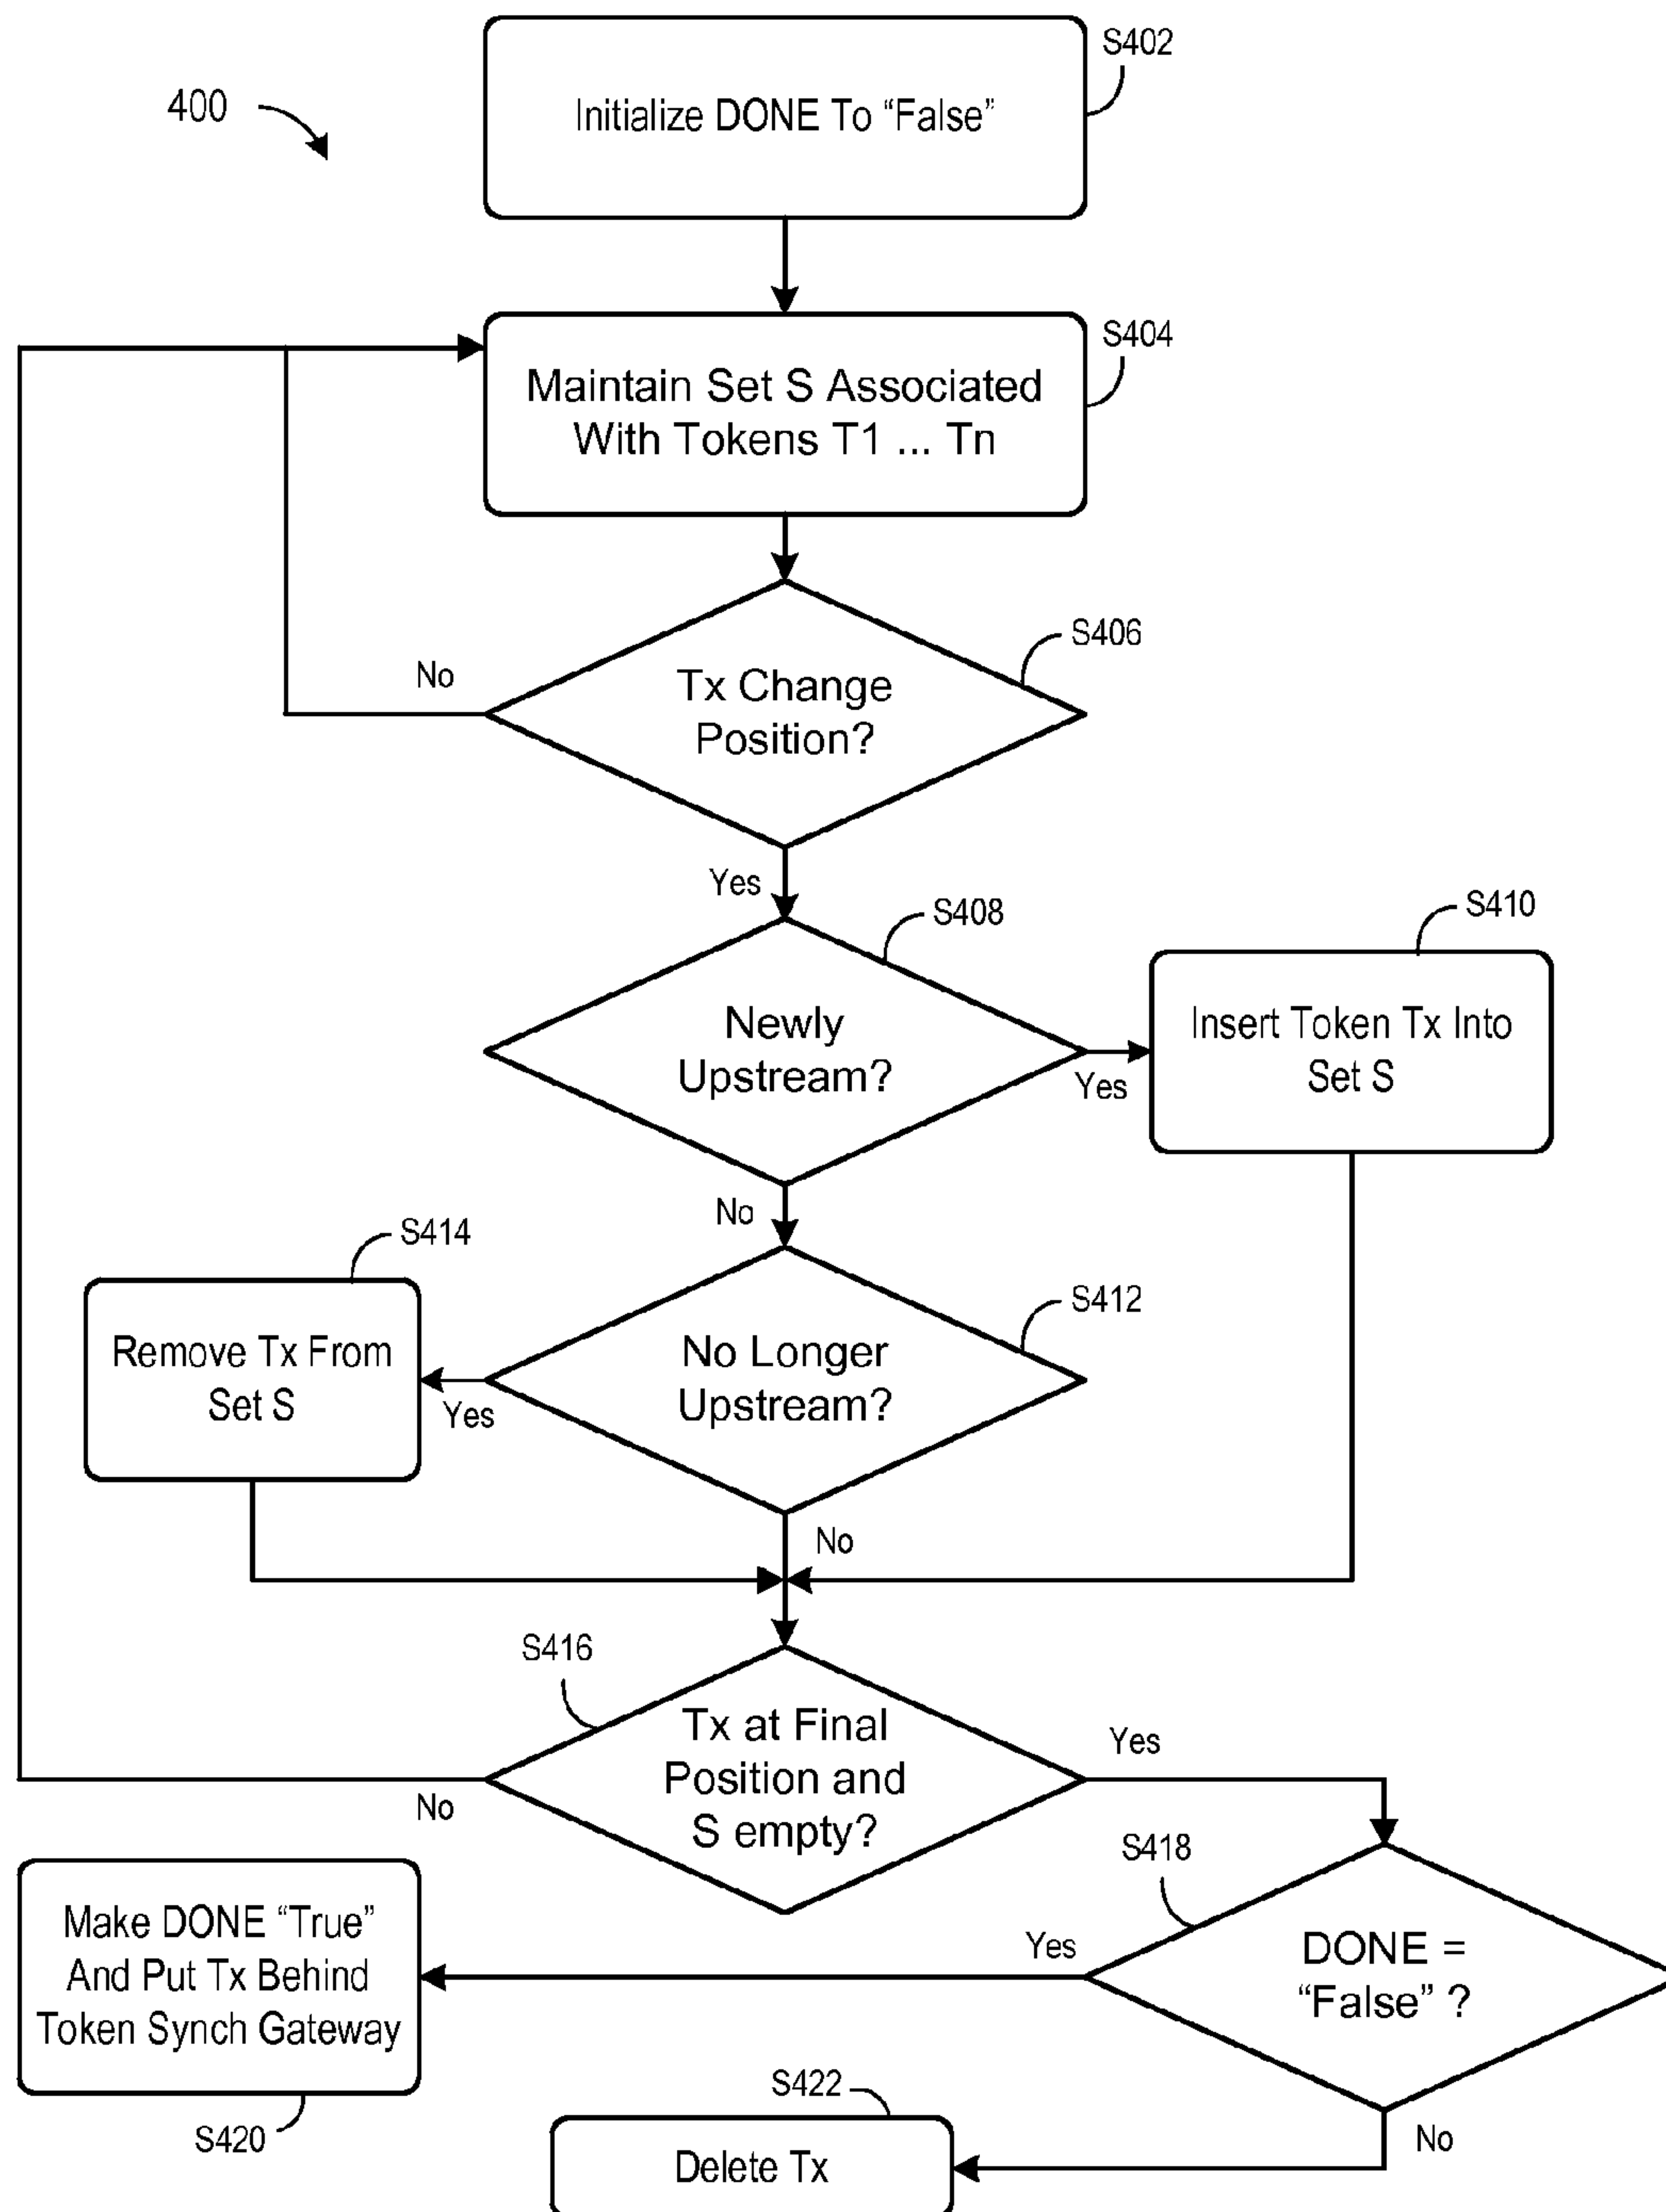 400
S402
Initialize DONE To “False”
S404
Maintain Set S Associated
With Tokens T1 ... Tn
S406
Tx Change
Position?
No
Yes
S408
Newly
Upstream?
Yes
S410
Insert Token Tx Into
Set S
No
S412
No Longer
Upstream?
Yes
S414
Remove Tx From
Set S
No
S416
Tx at Final
Position and
S empty?
Yes
No
S418
DONE =
“False” ?
Yes
Make DONE “True”
And Put Tx Behind
Token Synch Gateway
S420
No
S422
Delete Tx